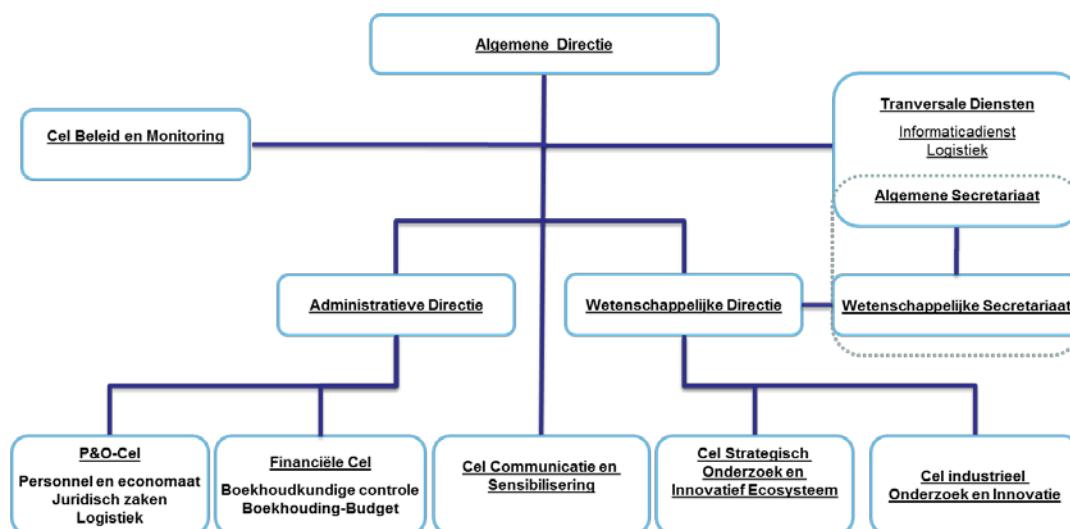 Algemene Directie
Cel Beleid en Monitoring
Tranversale Diensten
Informaticadienst
Logistiek
Algemene Secretariaat
Administratieve Directie
Wetenschappelijke Directie
Wetenschappelijke Secretariaat
P&O-Cel
Personnel en economaat
Juridisch zaken
Logistiek
Financiële Cel
Boekhoudkundige controle
Boekhouding-Budget
Cel Communicatie en
Sensibilisering
Cel Strategisch
Onderzoek en
Innovatief Ecosysteem
Cel industrieel
Onderzoek en Innovatie